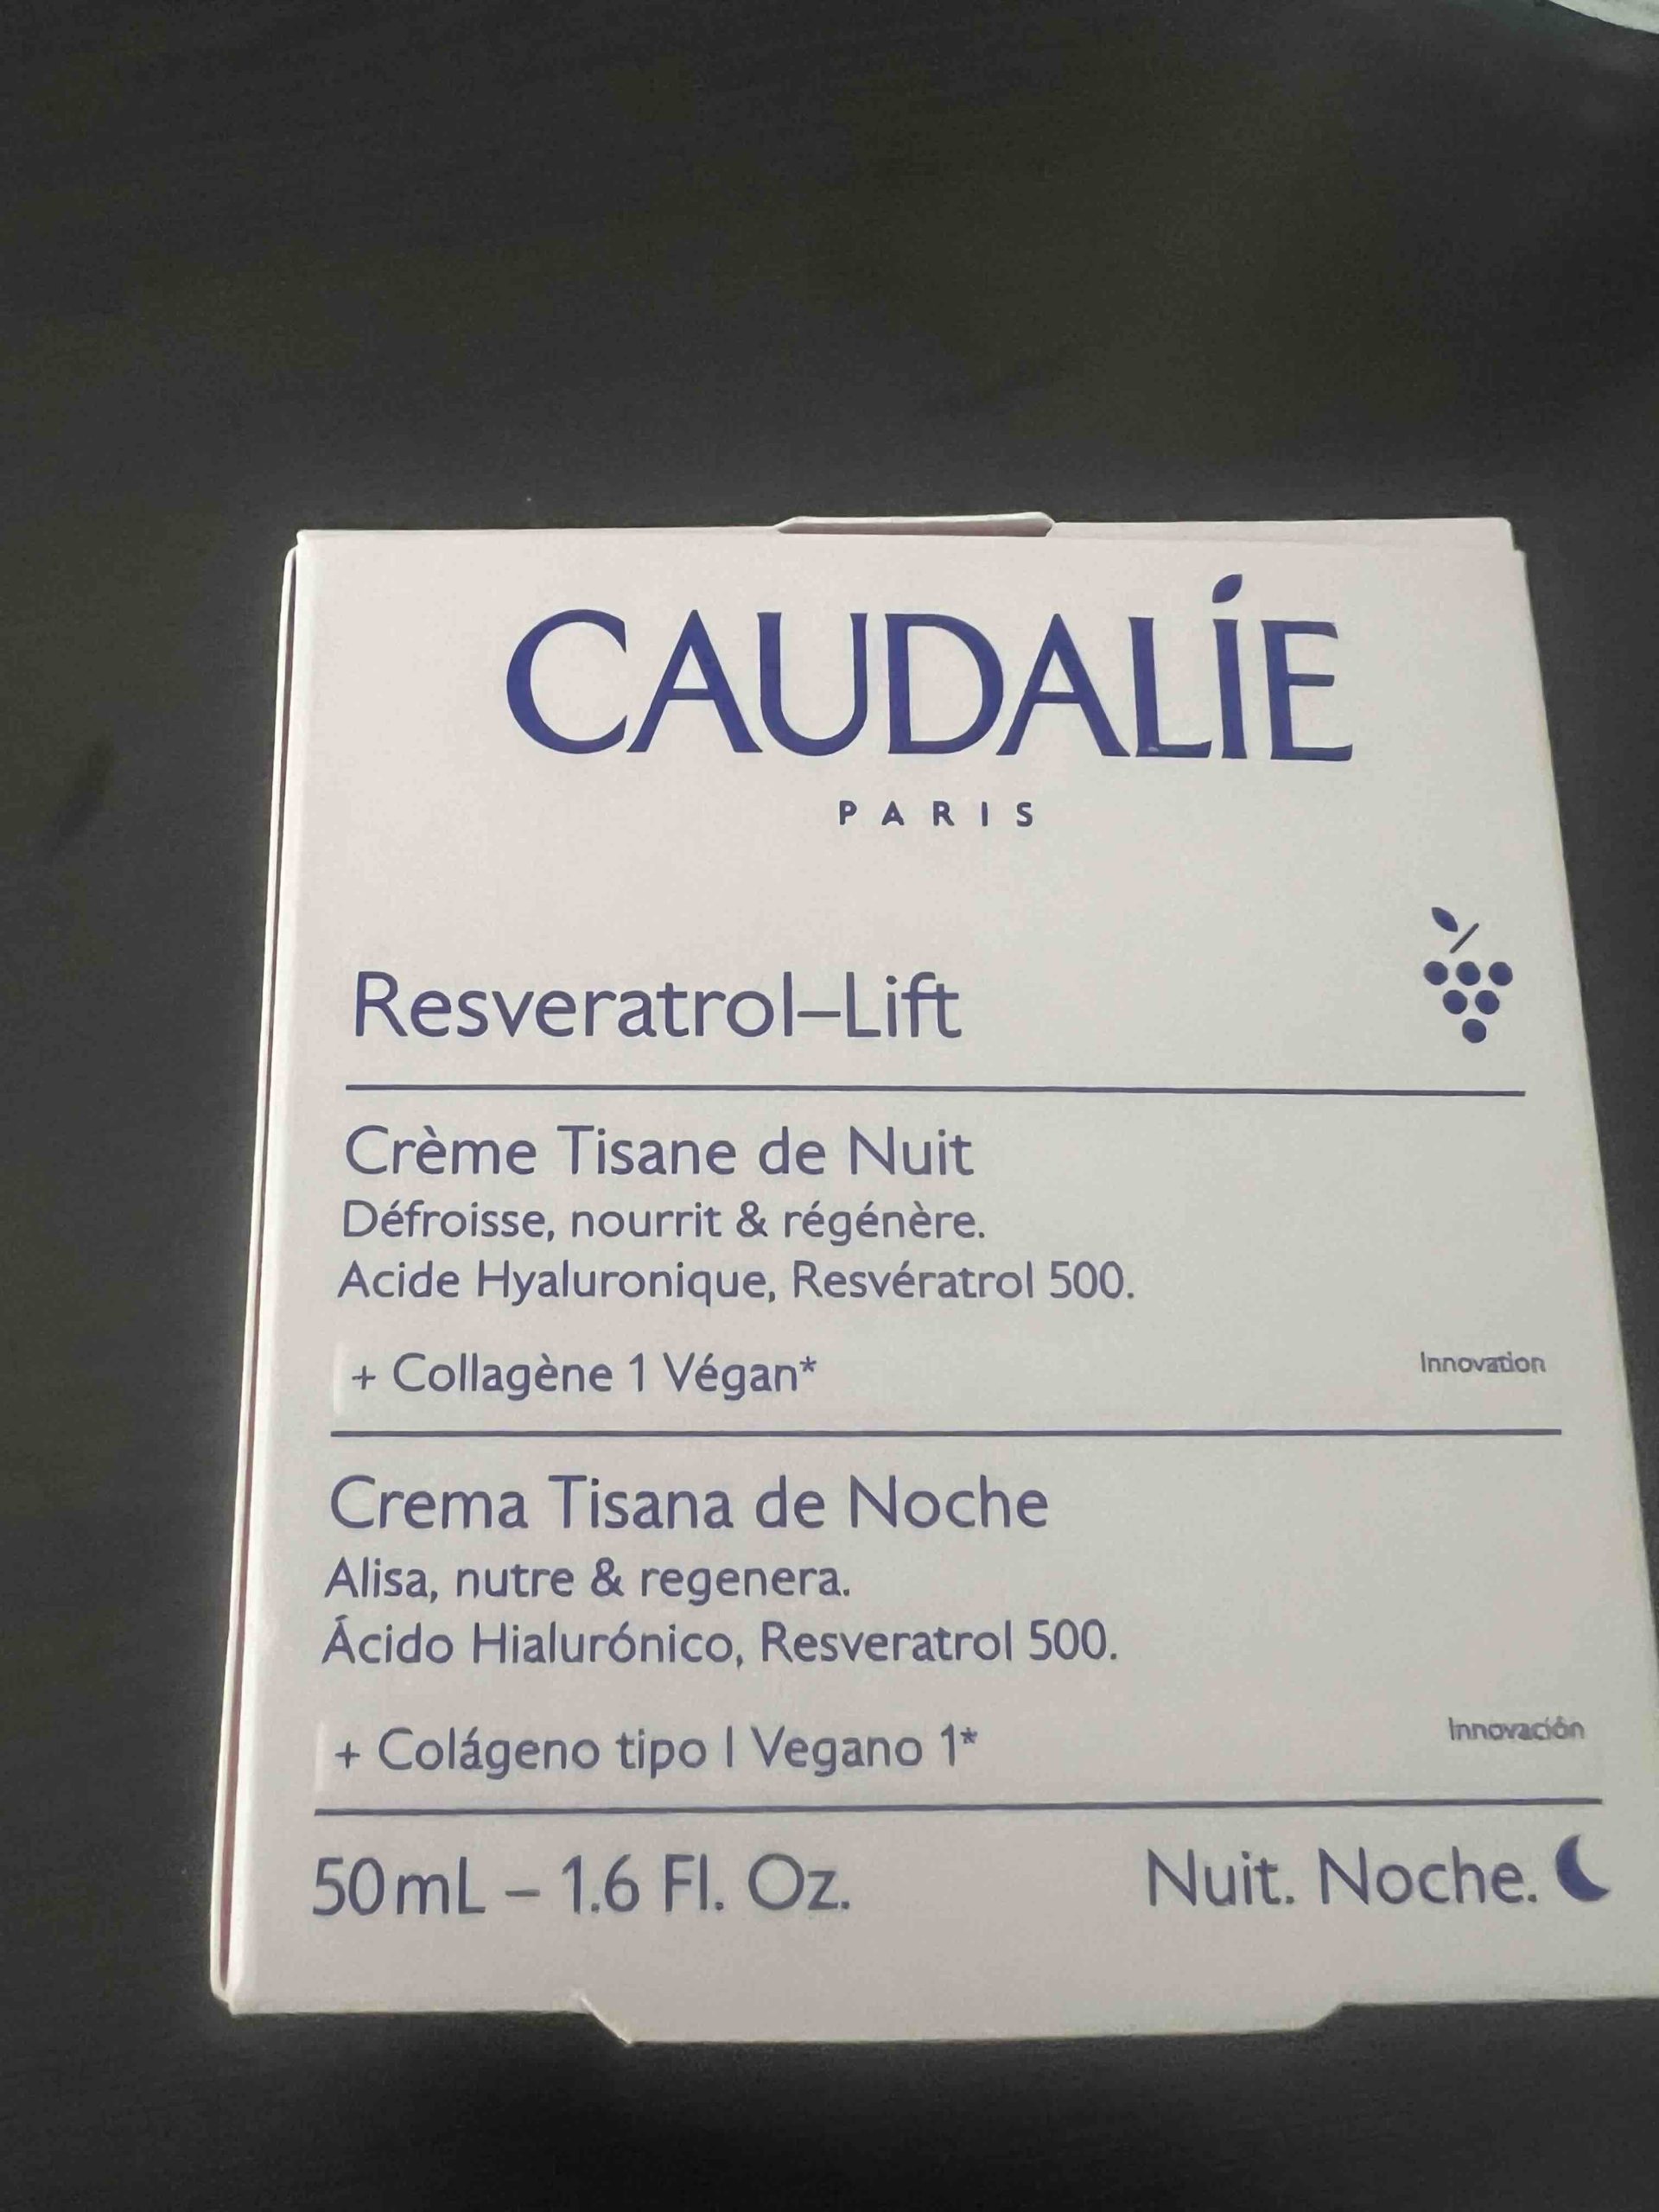 CAUDALÍE
PARIS
Resveratrol–Lift
Crème Tisane de Nuit
Défroisse, nourrit & régénère.
Acide Hyaluronique, Resvératrol 500.
+ Collagène 1 Végan*
Innovation
Crema Tisana de Noche
Alisa, nutre & regenera.
Ácido Hialurónico, Resveratrol 500.
+ Colágeno tipo I Vegano 1*
Innovación
50mL – 1.6 Fl. Oz.
Nuit. Noche.